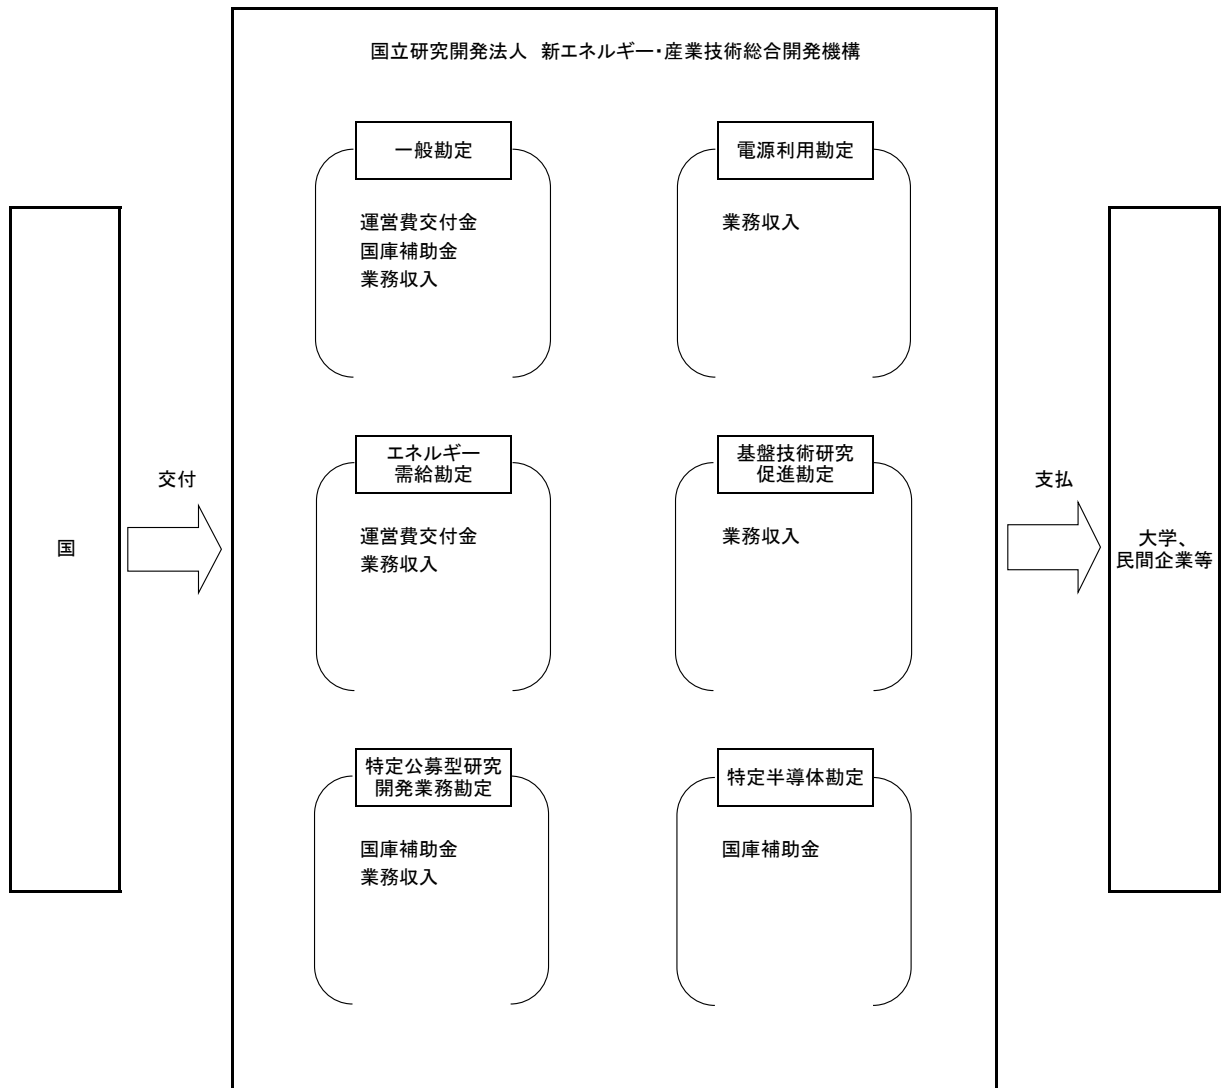 国立研究開発法人　新エネルギー・産業技術総合開発機構
一般勘定
運営費交付金
国庫補助金
業務収入
電源利用勘定
業務収入
エネルギー
需給勘定
運営費交付金
業務収入
基盤技術研究
促進勘定
業務収入
特定公募型研究
開発業務勘定
国庫補助金
業務収入
特定半導体勘定
国庫補助金
国
交付
支払
大学、
民間企業等